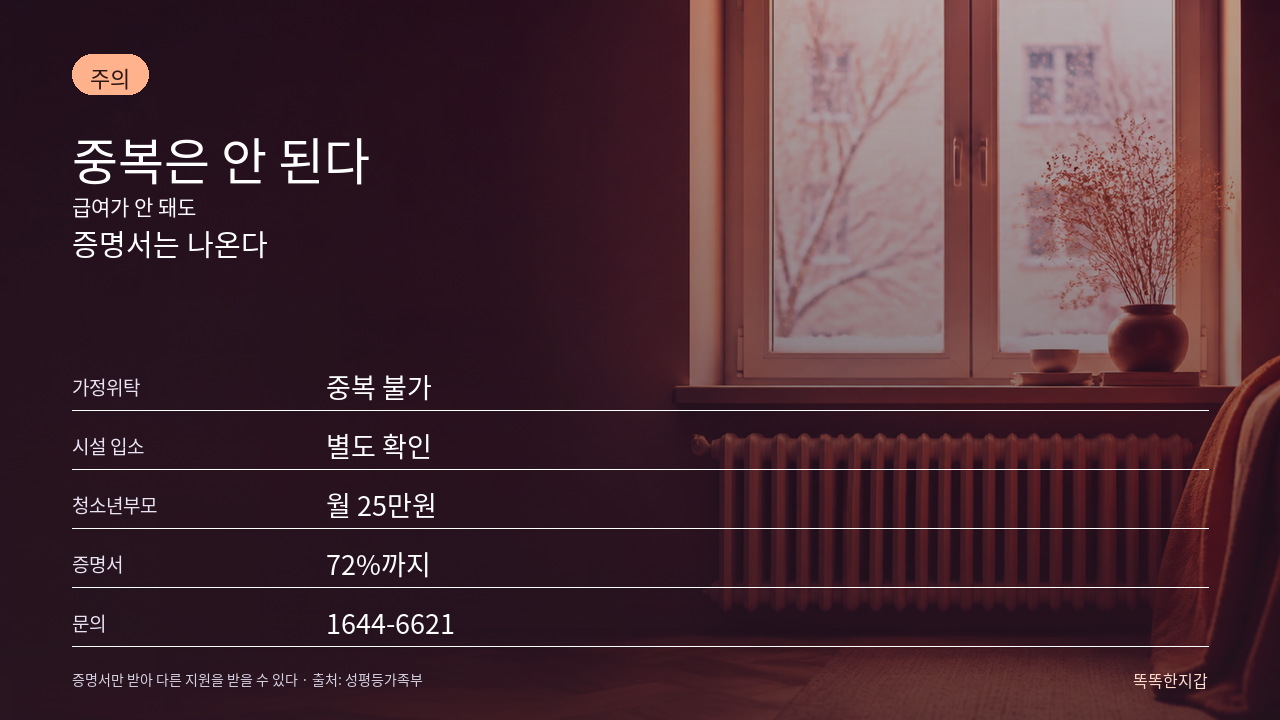 주의
중복은 안 된다
급여가 안 돼도
증명서는 나온다
가정위탁 중복 불가
시설 입소 별도 확인
청소년부모 월 25만원
증명서 72%까지
문의 1644-6621
증명서만 받아 다른 지원을 받을 수 있다 · 출처: 성평등가족부
똑똑한지갑